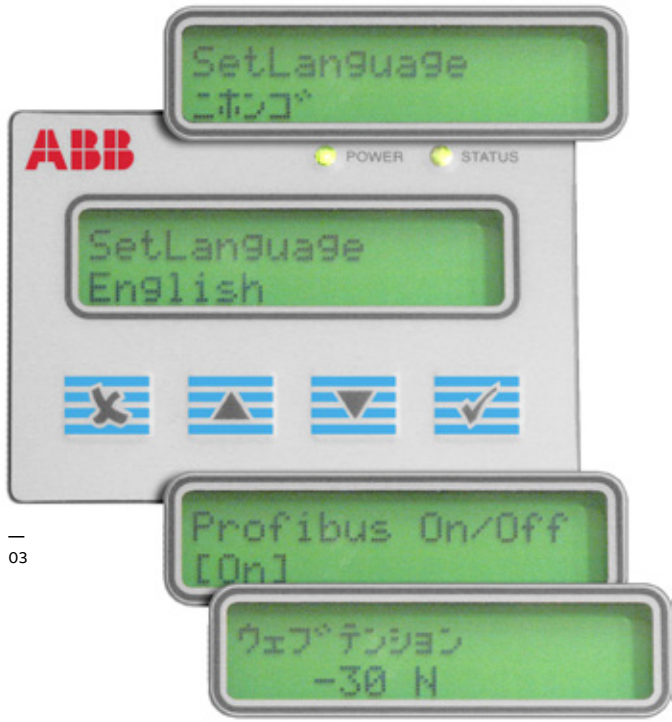 SetLanguage
ニホンゴ
ABB
POWER STATUS
SetLanguage
English
Profibus On/Off
[On]
ウェブテンション
-30 N
—
03